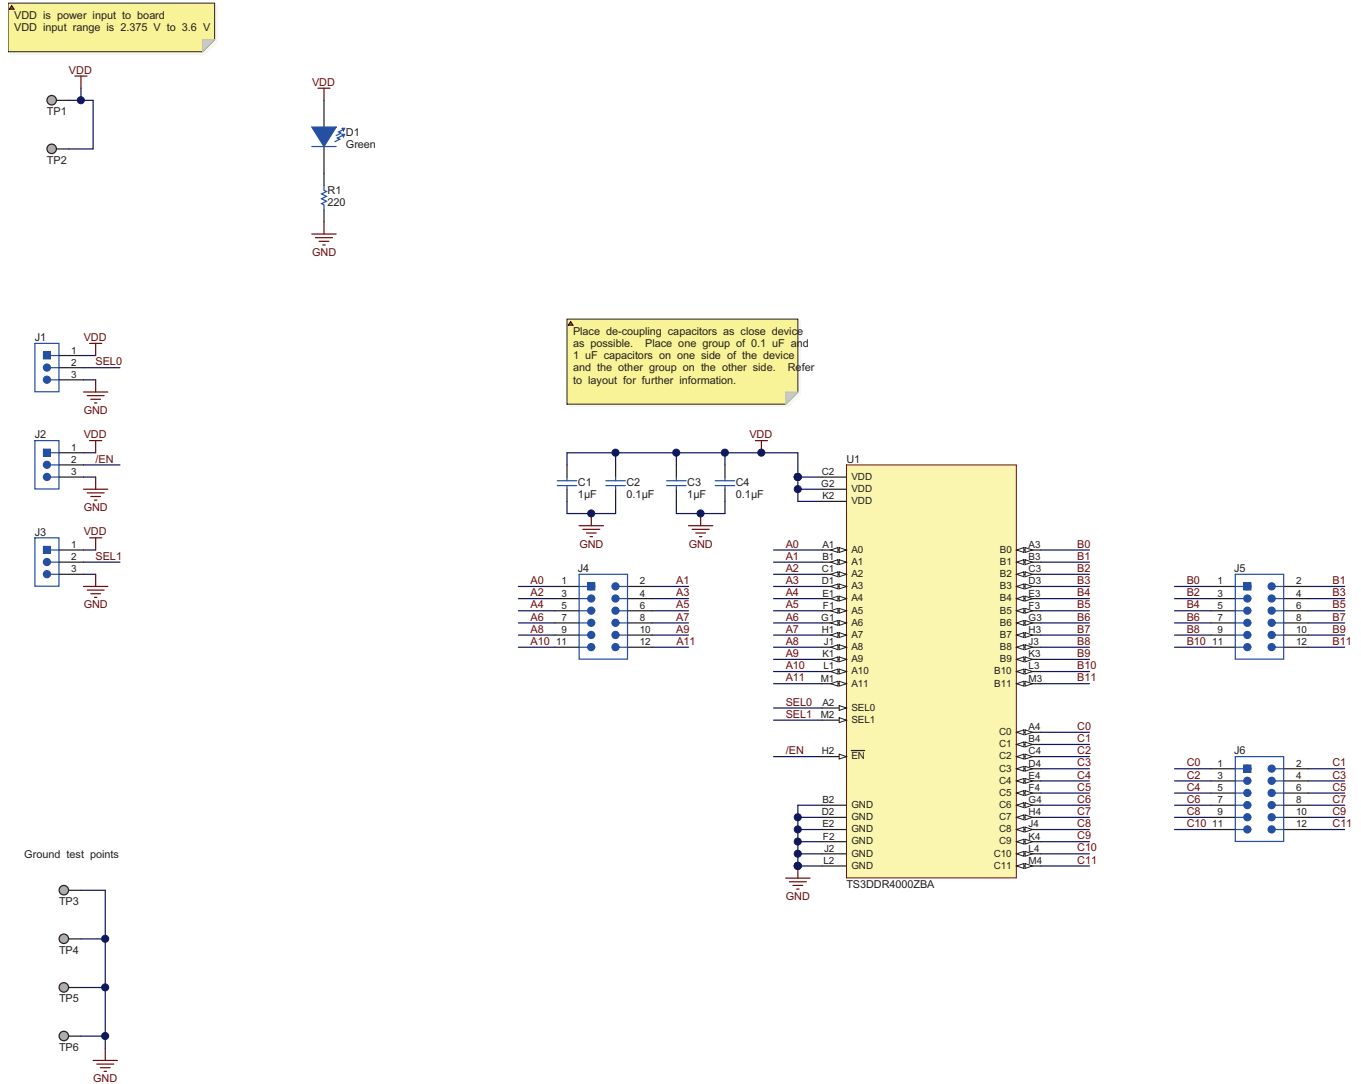 VDD is power input to board
VDD input range is 2.375 V to 3.6 V
VDD
TP1
TP2
VDD
D1
Green
R1
220
GND
J1
VDD
1
2
SEL0
3
GND
J2
VDD
1
2
/EN
3
GND
J3
VDD
1
2
SEL1
3
GND
Place de-coupling capacitors as close device
as possible. Place one group of 0.1 uF and
1 uF capacitors on one side of the device
and the other group on the other side. Refer
to layout for further information.
VDD
C1
1µF
C2
0.1µF
C3
1µF
C4
0.1µF
GND
GND
J4
A0 1 2 A1
A2 3 4 A3
A4 5 6 A5
A6 7 8 A7
A8 9 10 A9
A10 11 12 A11
U1
C2 VDD
G2 VDD
K2 VDD
A0 A1 A0 B0 A3 B0
A1 B1 A1 B1 B3 B1
A2 C1 A2 B2 C3 B2
A3 D1 A3 B3 D3 B3
A4 E1 A4 B4 E3 B4
A5 F1 A5 B5 F3 B5
A6 G1 A6 B6 G3 B6
A7 H1 A7 B7 H3 B7
A8 J1 A8 B8 J3 B8
A9 K1 A9 B9 K3 B9
A10 L1 A10 B10 L3 B10
A11 M1 A11 B11 M3 B11
SEL0 A2 SEL0
SEL1 M2 SEL1
/EN H2 EN
C0 A4 C0
C1 B4 C1
C2 C4 C2
C3 D4 C3
C4 E4 C4
C5 F4 C5
B2 GND C6 G4 C6
D2 GND C7 H4 C7
E2 GND C8 J4 C8
F2 GND C9 K4 C9
J2 GND C10 L4 C10
L2 GND C11 M4 C11
TS3DDR4000ZBA
GND
J5
B0 1 2 B1
B2 3 4 B3
B4 5 6 B5
B6 7 8 B7
B8 9 10 B9
B10 11 12 B11
J6
C0 1 2 C1
C2 3 4 C3
C4 5 6 C5
C6 7 8 C7
C8 9 10 C9
C10 11 12 C11
Ground test points
TP3
TP4
TP5
TP6
GND